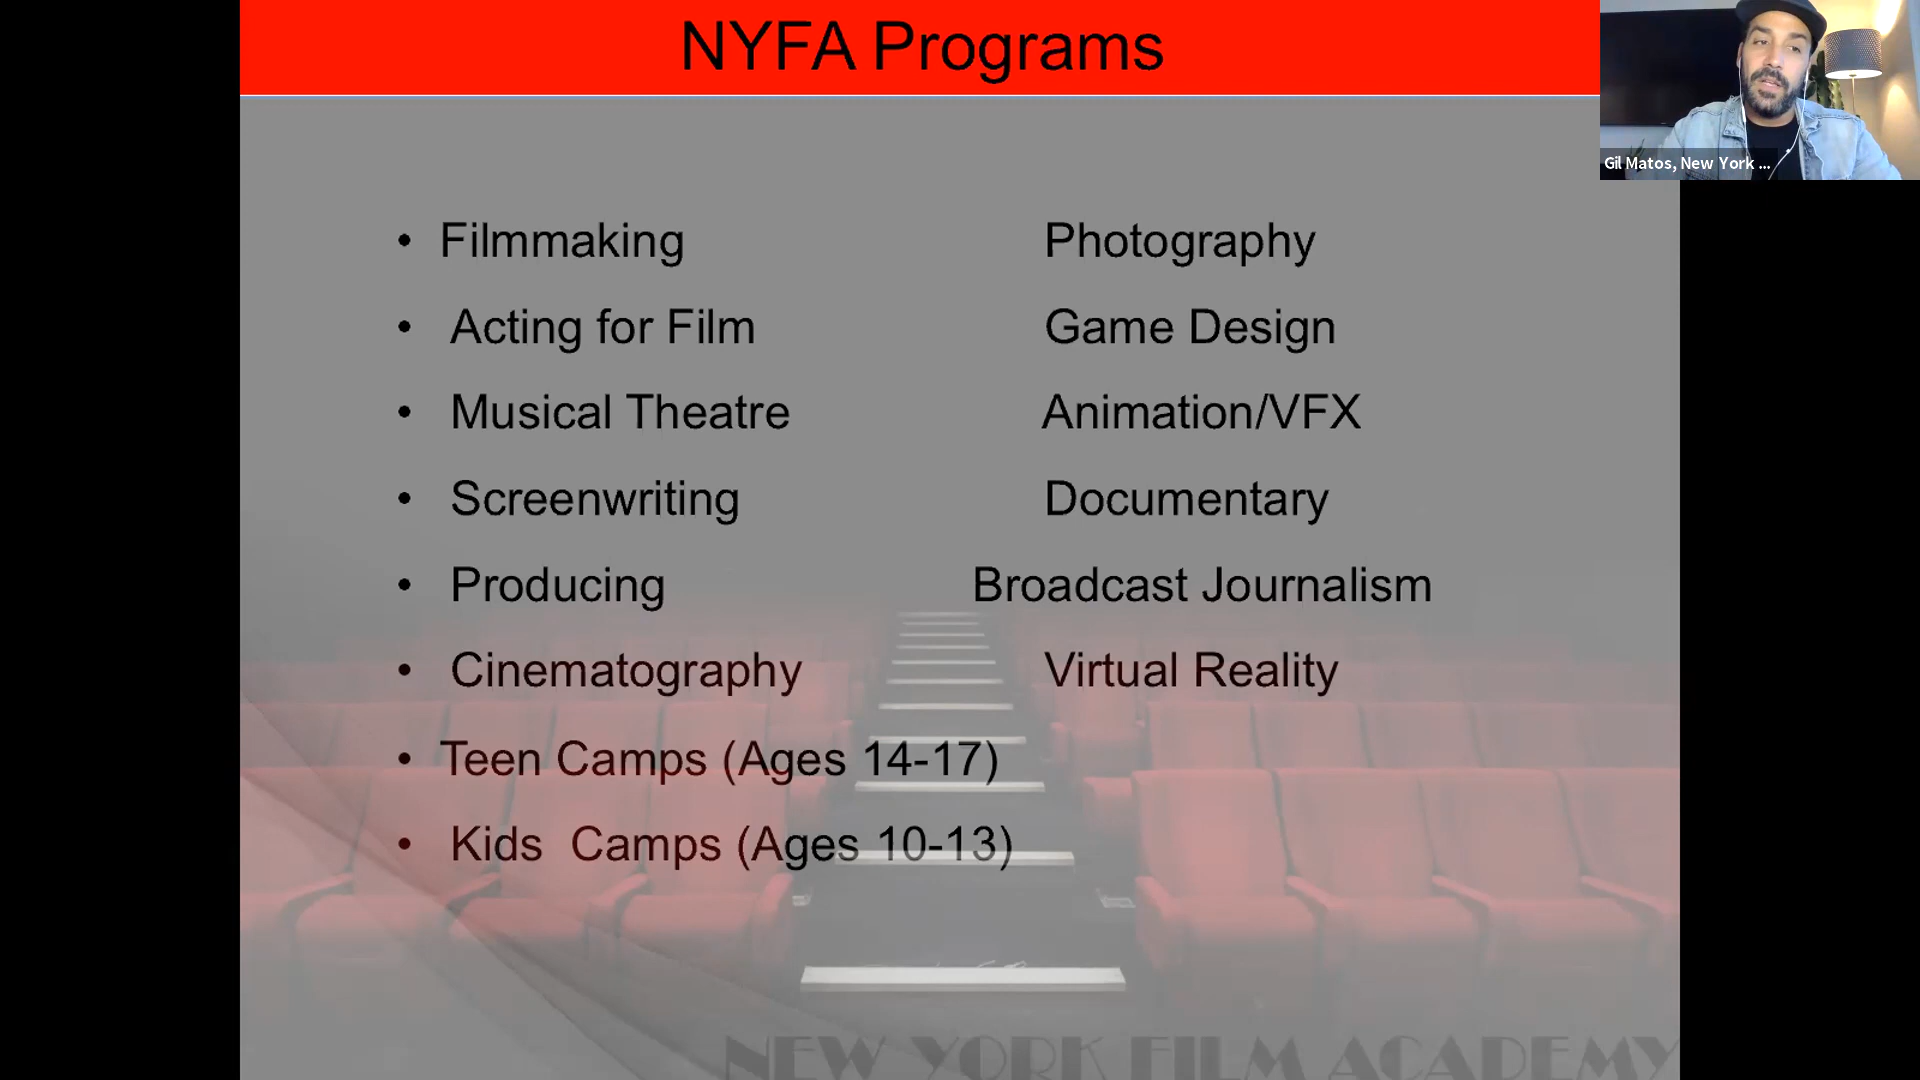 NYFA Programs
Gil Matos, New York ...
• Filmmaking Photography
• Acting for Film Game Design
• Musical Theatre Animation/VFX
• Screenwriting Documentary
• Producing Broadcast Journalism
• Cinematography Virtual Reality
• Teen Camps (Ages 14-17)
• Kids Camps (Ages 10-13)
NEW YORK FILM ACADEMY